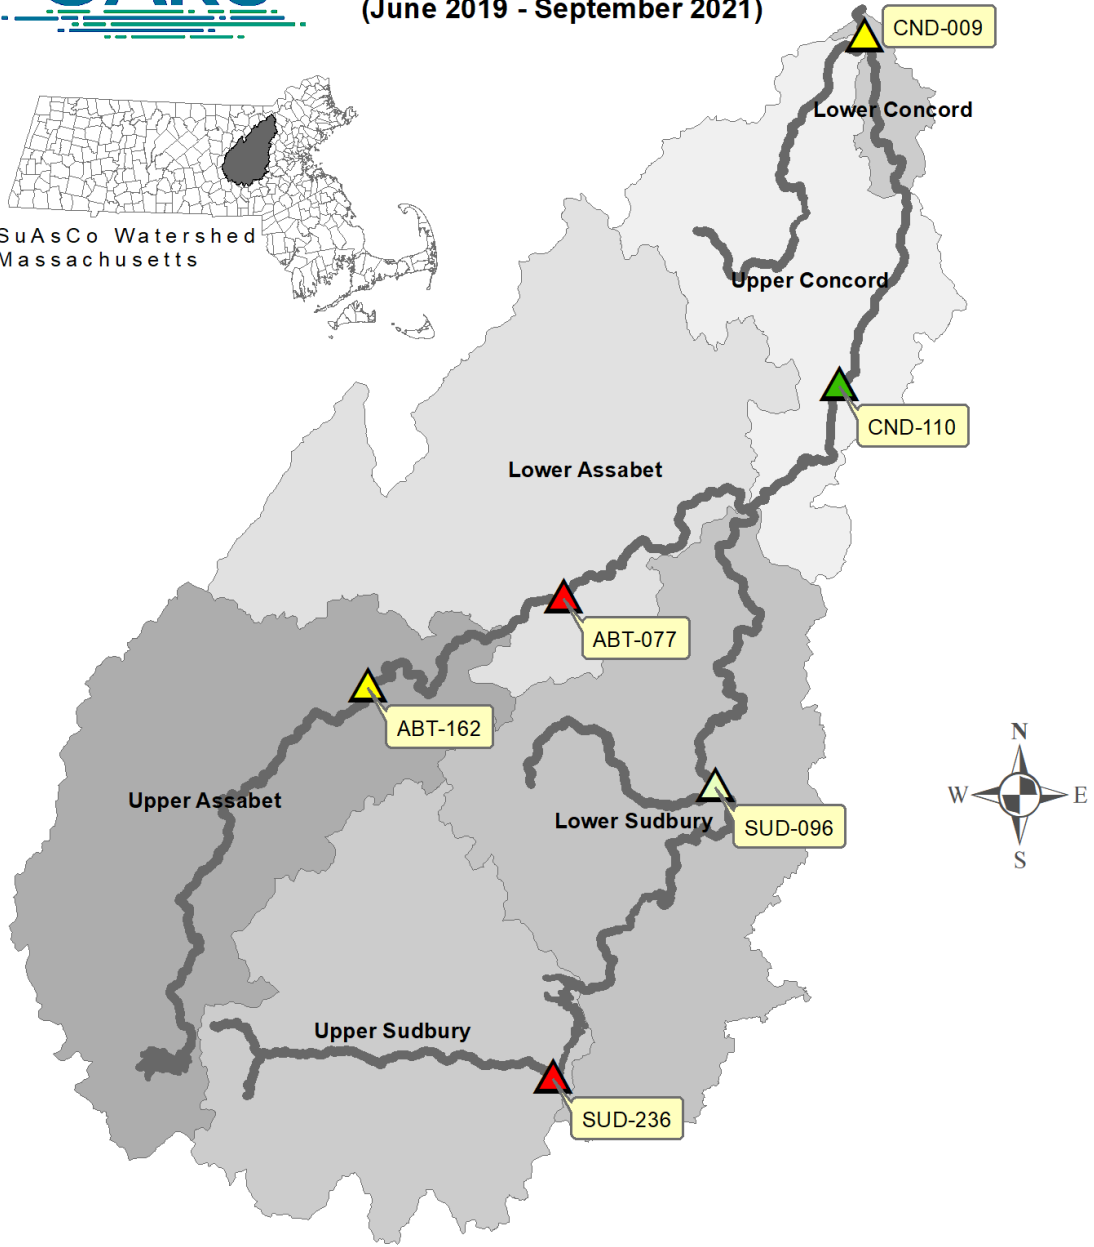 (June 2019 - September 2021)
CND-009
Lower Concord
SuAsCo Watershed
Massachusetts
Upper Concord
CND-110
Lower Assabet
ABT-077
ABT-162
Upper Assabet
Lower Sudbury
SUD-096
N
W
E
S
Upper Sudbury
SUD-236